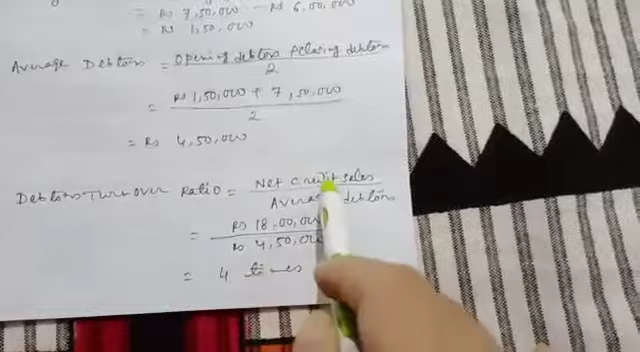 = Rs 7,50,000 - Rs 6,00,000
= Rs 1,50,000
Average Debtors = Opening debtors + closing debtors
2
= Rs 1,50,000 + 7,50,000
2
= Rs 4,50,000
Debtors Turnover Ratio = Net credit sales
Average debtors
= Rs 18,00,000
Rs 4,50,000
= 4 times